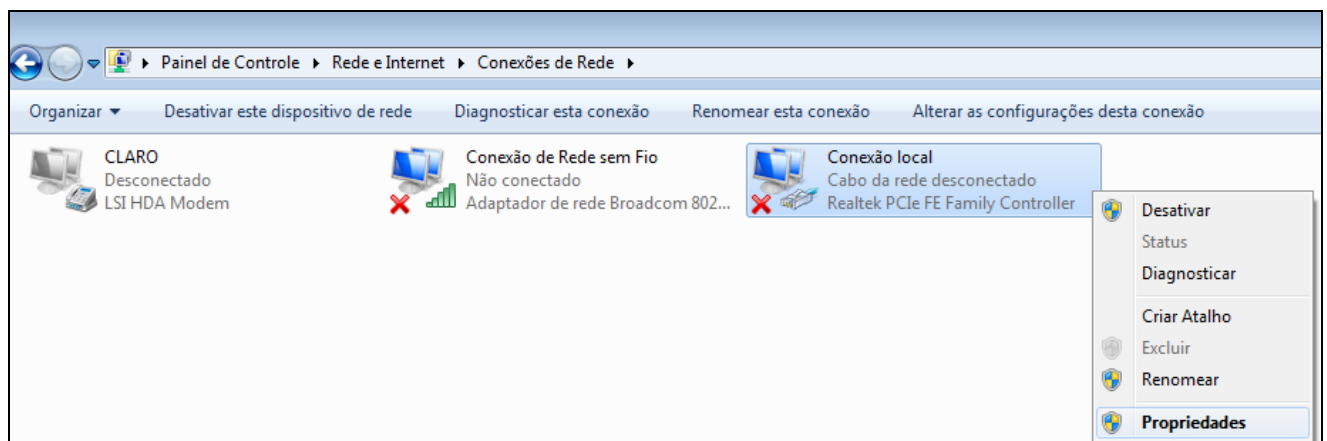 Painel de Controle ▸ Rede e Internet ▸ Conexões de Rede ▸
Organizar ▾ Desativar este dispositivo de rede Diagnosticar esta conexão Renomear esta conexão Alterar as configurações desta conexão
CLARO
Desconectado
LSI HDA Modem
Conexão de Rede sem Fio
Não conectado
Adaptador de rede Broadcom 802...
Conexão local
Cabo da rede desconectado
Realtek PCIe FE Family Controller
Desativar
Status
Diagnosticar
Criar Atalho
Excluir
Renomear
Propriedades